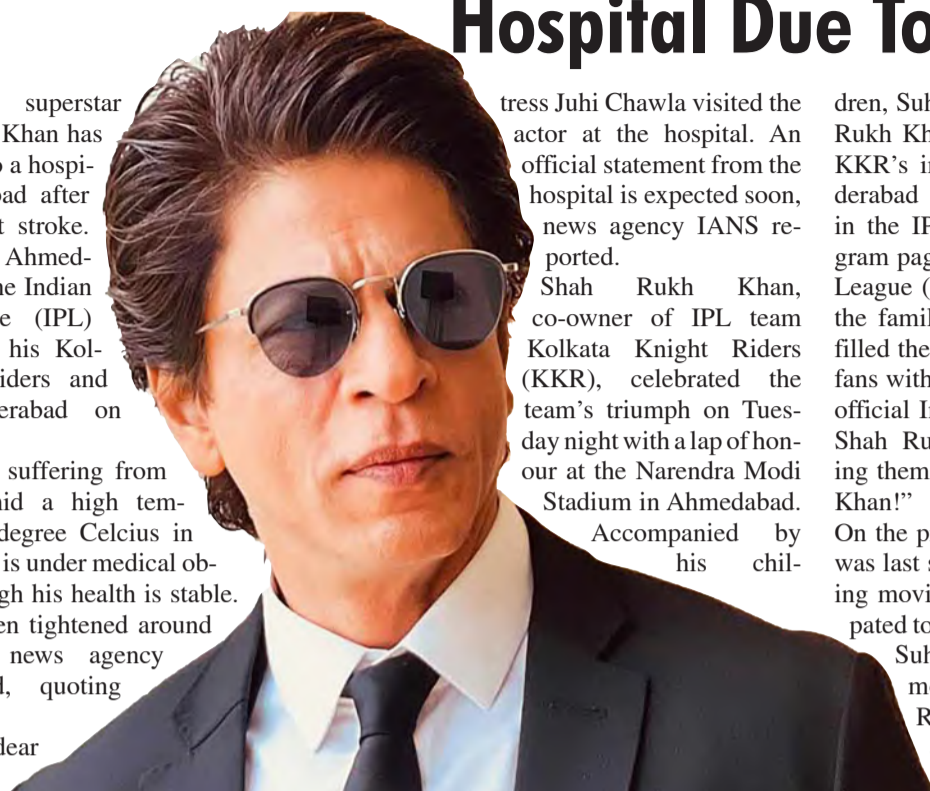 Hospital Due To
superstar
Khan has
o a hospi-
ad after
t stroke.
Ahmed-
ne Indian
e (IPL)
his Kol-
iders and
erabad on
suffering from
nid a high tem-
degree Celcius in
is under medical ob-
gh his health is stable.
en tightened around
news agency
d, quoting
dear
tress Juhi Chawla visited the
actor at the hospital. An
official statement from the
hospital is expected soon,
news agency IANS re-
ported.
Shah Rukh Khan,
co-owner of IPL team
Kolkata Knight Riders
(KKR), celebrated the
team's triumph on Tues-
day night with a lap of hon-
our at the Narendra Modi
Stadium in Ahmedabad.
Accompanied by
his chil-
dren, Suh
Rukh Kh
KKR's i
derabad
in the IP
gram pag
League (
the famil
filled the
fans with
official I
Shah Ru
ing them
Khan!"
On the p
was last s
ing movi
pated to
Suh
m
R